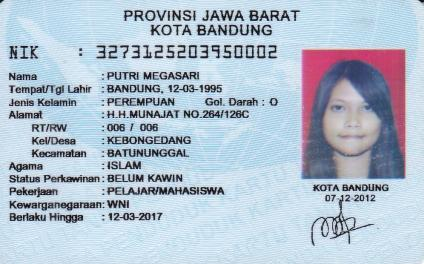 PROVINSI JAWA BARAT
KOTA BANDUNG
NIK : 3273125203950002
Nama : PUTRI MEGASARI
Tempat/Tgl Lahir : BANDUNG, 12-03-1995
Jenis Kelamin : PEREMPUAN Gol. Darah : O
Alamat : H.H.MUNAJAT NO.264/126C
RT/RW : 006 / 006
Kel/Desa : KEBONGEDANG
Kecamatan : BATUNUNGGAL
Agama : ISLAM
Status Perkawinan : BELUM KAWIN
Pekerjaan : PELAJAR/MAHASISWA
Kewarganegaraan : WNI
Berlaku Hingga : 12-03-2017
KOTA BANDUNG
07-12-2012